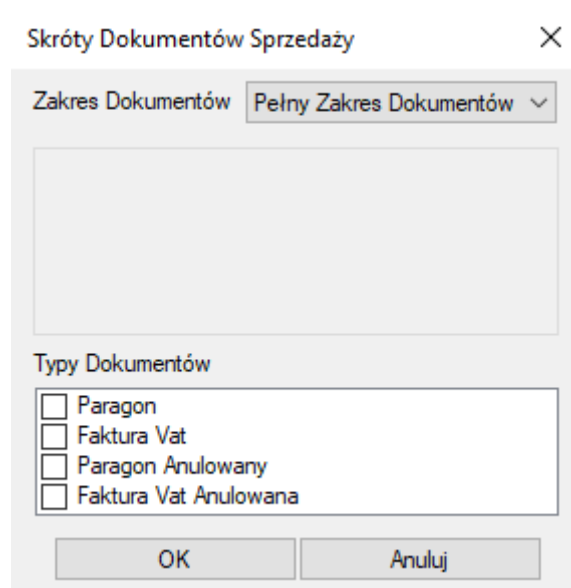 Skróty Dokumentów Sprzedaży
Zakres Dokumentów Pełny Zakres Dokumentów
Typy Dokumentów
Paragon
Faktura Vat
Paragon Anulowany
Faktura Vat Anulowana
OK Anuluj